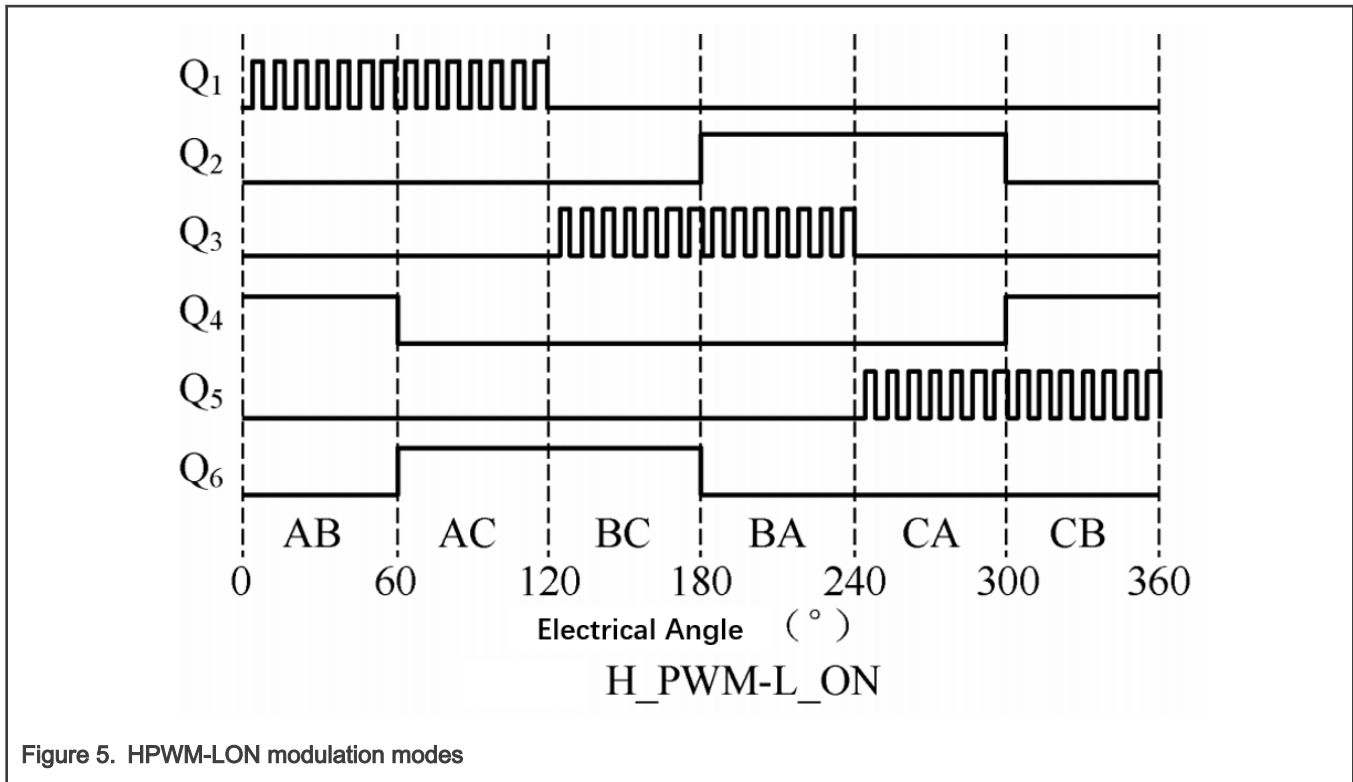 Q1
Q2
Q3
Q4
Q5
Q6
AB AC BC BA CA CB
0 60 120 180 240 300 360
Electrical Angle (°)
H_PWM-L_ON
Figure 5. HPWM-LON modulation modes